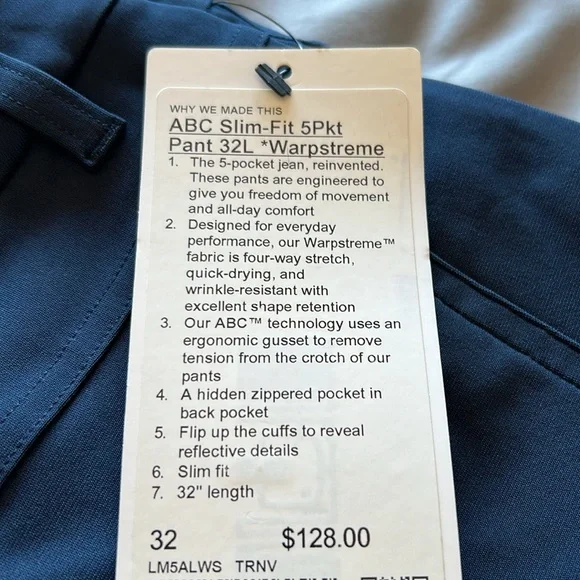 WHY WE MADE THIS
ABC Slim-Fit 5Pkt
Pant 32L *Warpstreme
1. The 5-pocket jean, reinvented.
These pants are engineered to
give you freedom of movement
and all-day comfort
2. Designed for everyday
performance, our Warpstreme™
fabric is four-way stretch,
quick-drying, and
wrinkle-resistant with
excellent shape retention
3. Our ABC™ technology uses an
ergonomic gusset to remove
tension from the crotch of our
pants
4. A hidden zippered pocket in
back pocket
5. Flip up the cuffs to reveal
reflective details
6. Slim fit
7. 32" length
32 $128.00
LM5ALWS TRNV